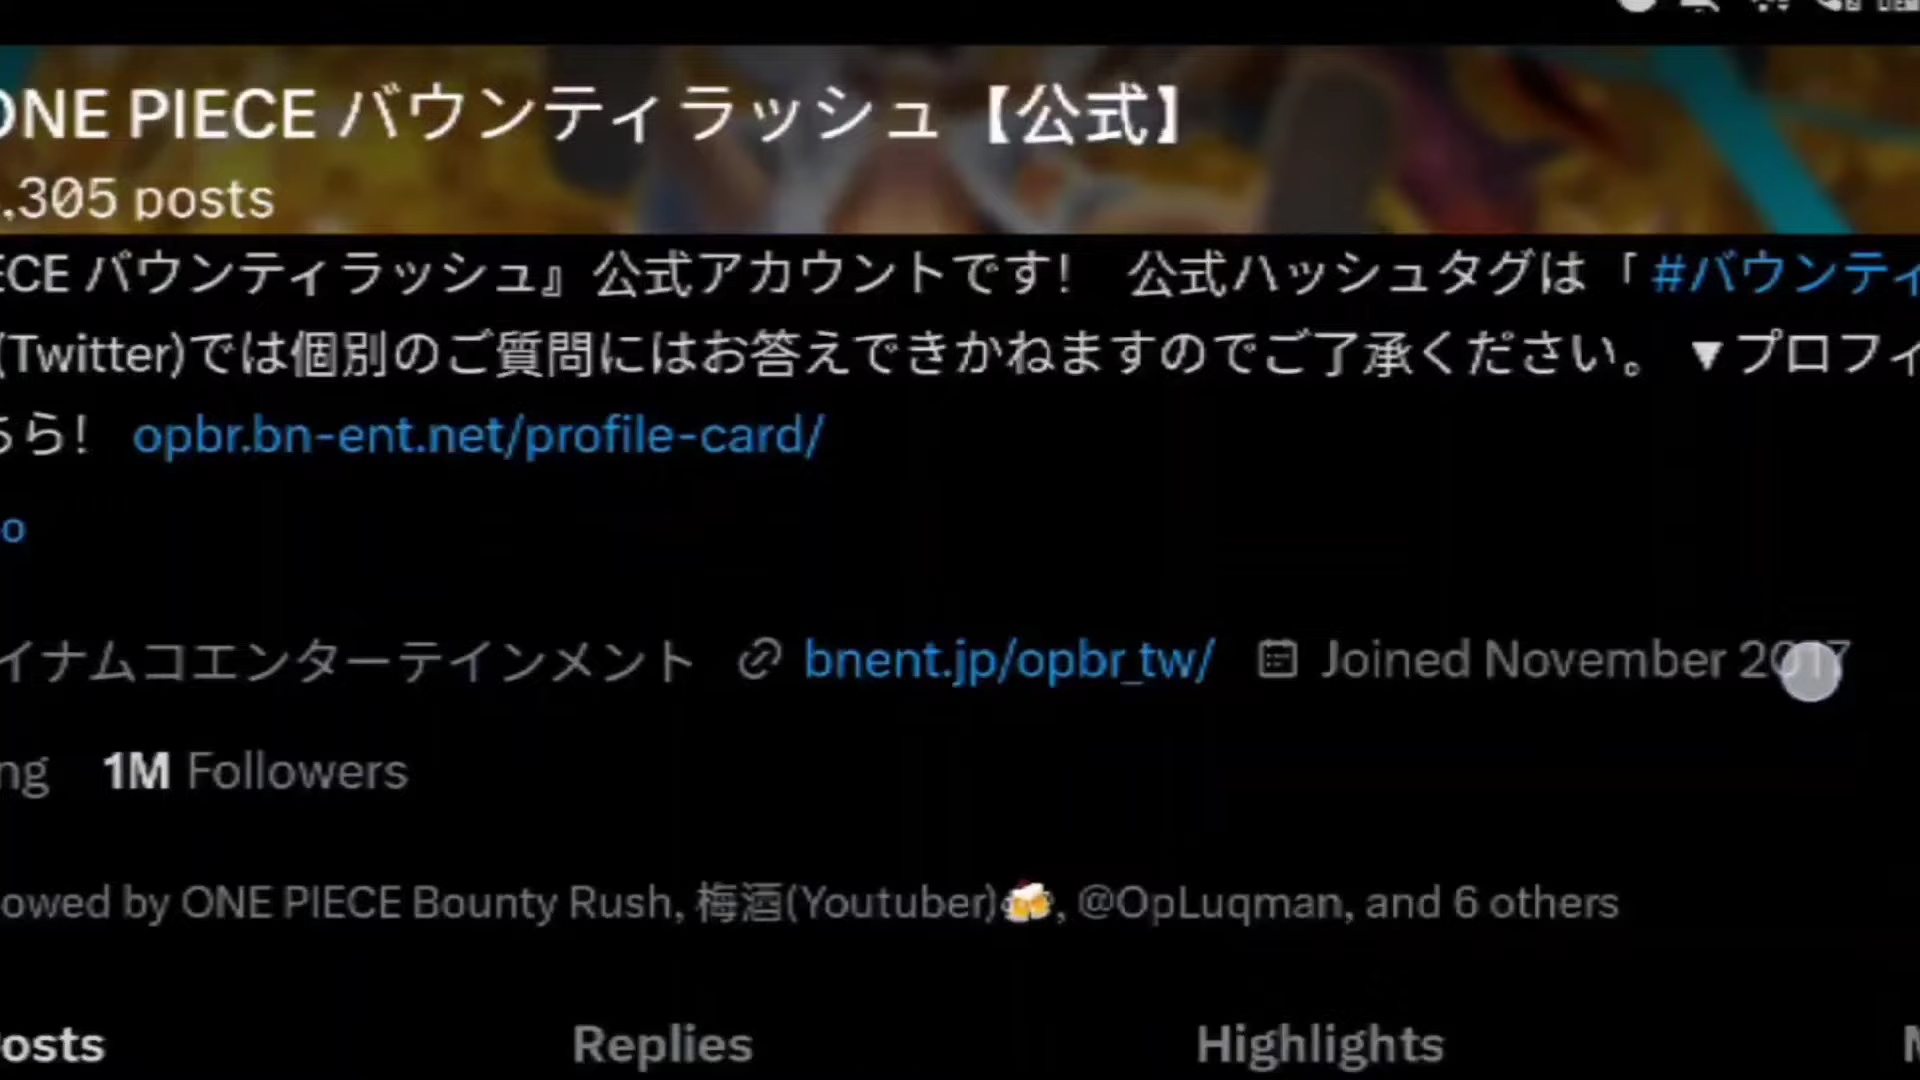 ONE PIECE バウンティラッシュ【公式】
.305 posts
ECE バウンティラッシュ』公式アカウントです！ 公式ハッシュタグは「 #バウンティ
(Twitter)では個別のご質問にはお答えできかねますのでご了承ください。 ▼プロフィ
ちら！ opbr.bn-ent.net/profile-card/
o
イナムコエンターテインメント bnent.jp/opbr_tw/ Joined November 2017
ng 1M Followers
owed by ONE PIECE Bounty Rush, 梅酒(Youtuber)🍻, @OpLuqman, and 6 others
osts Replies Highlights